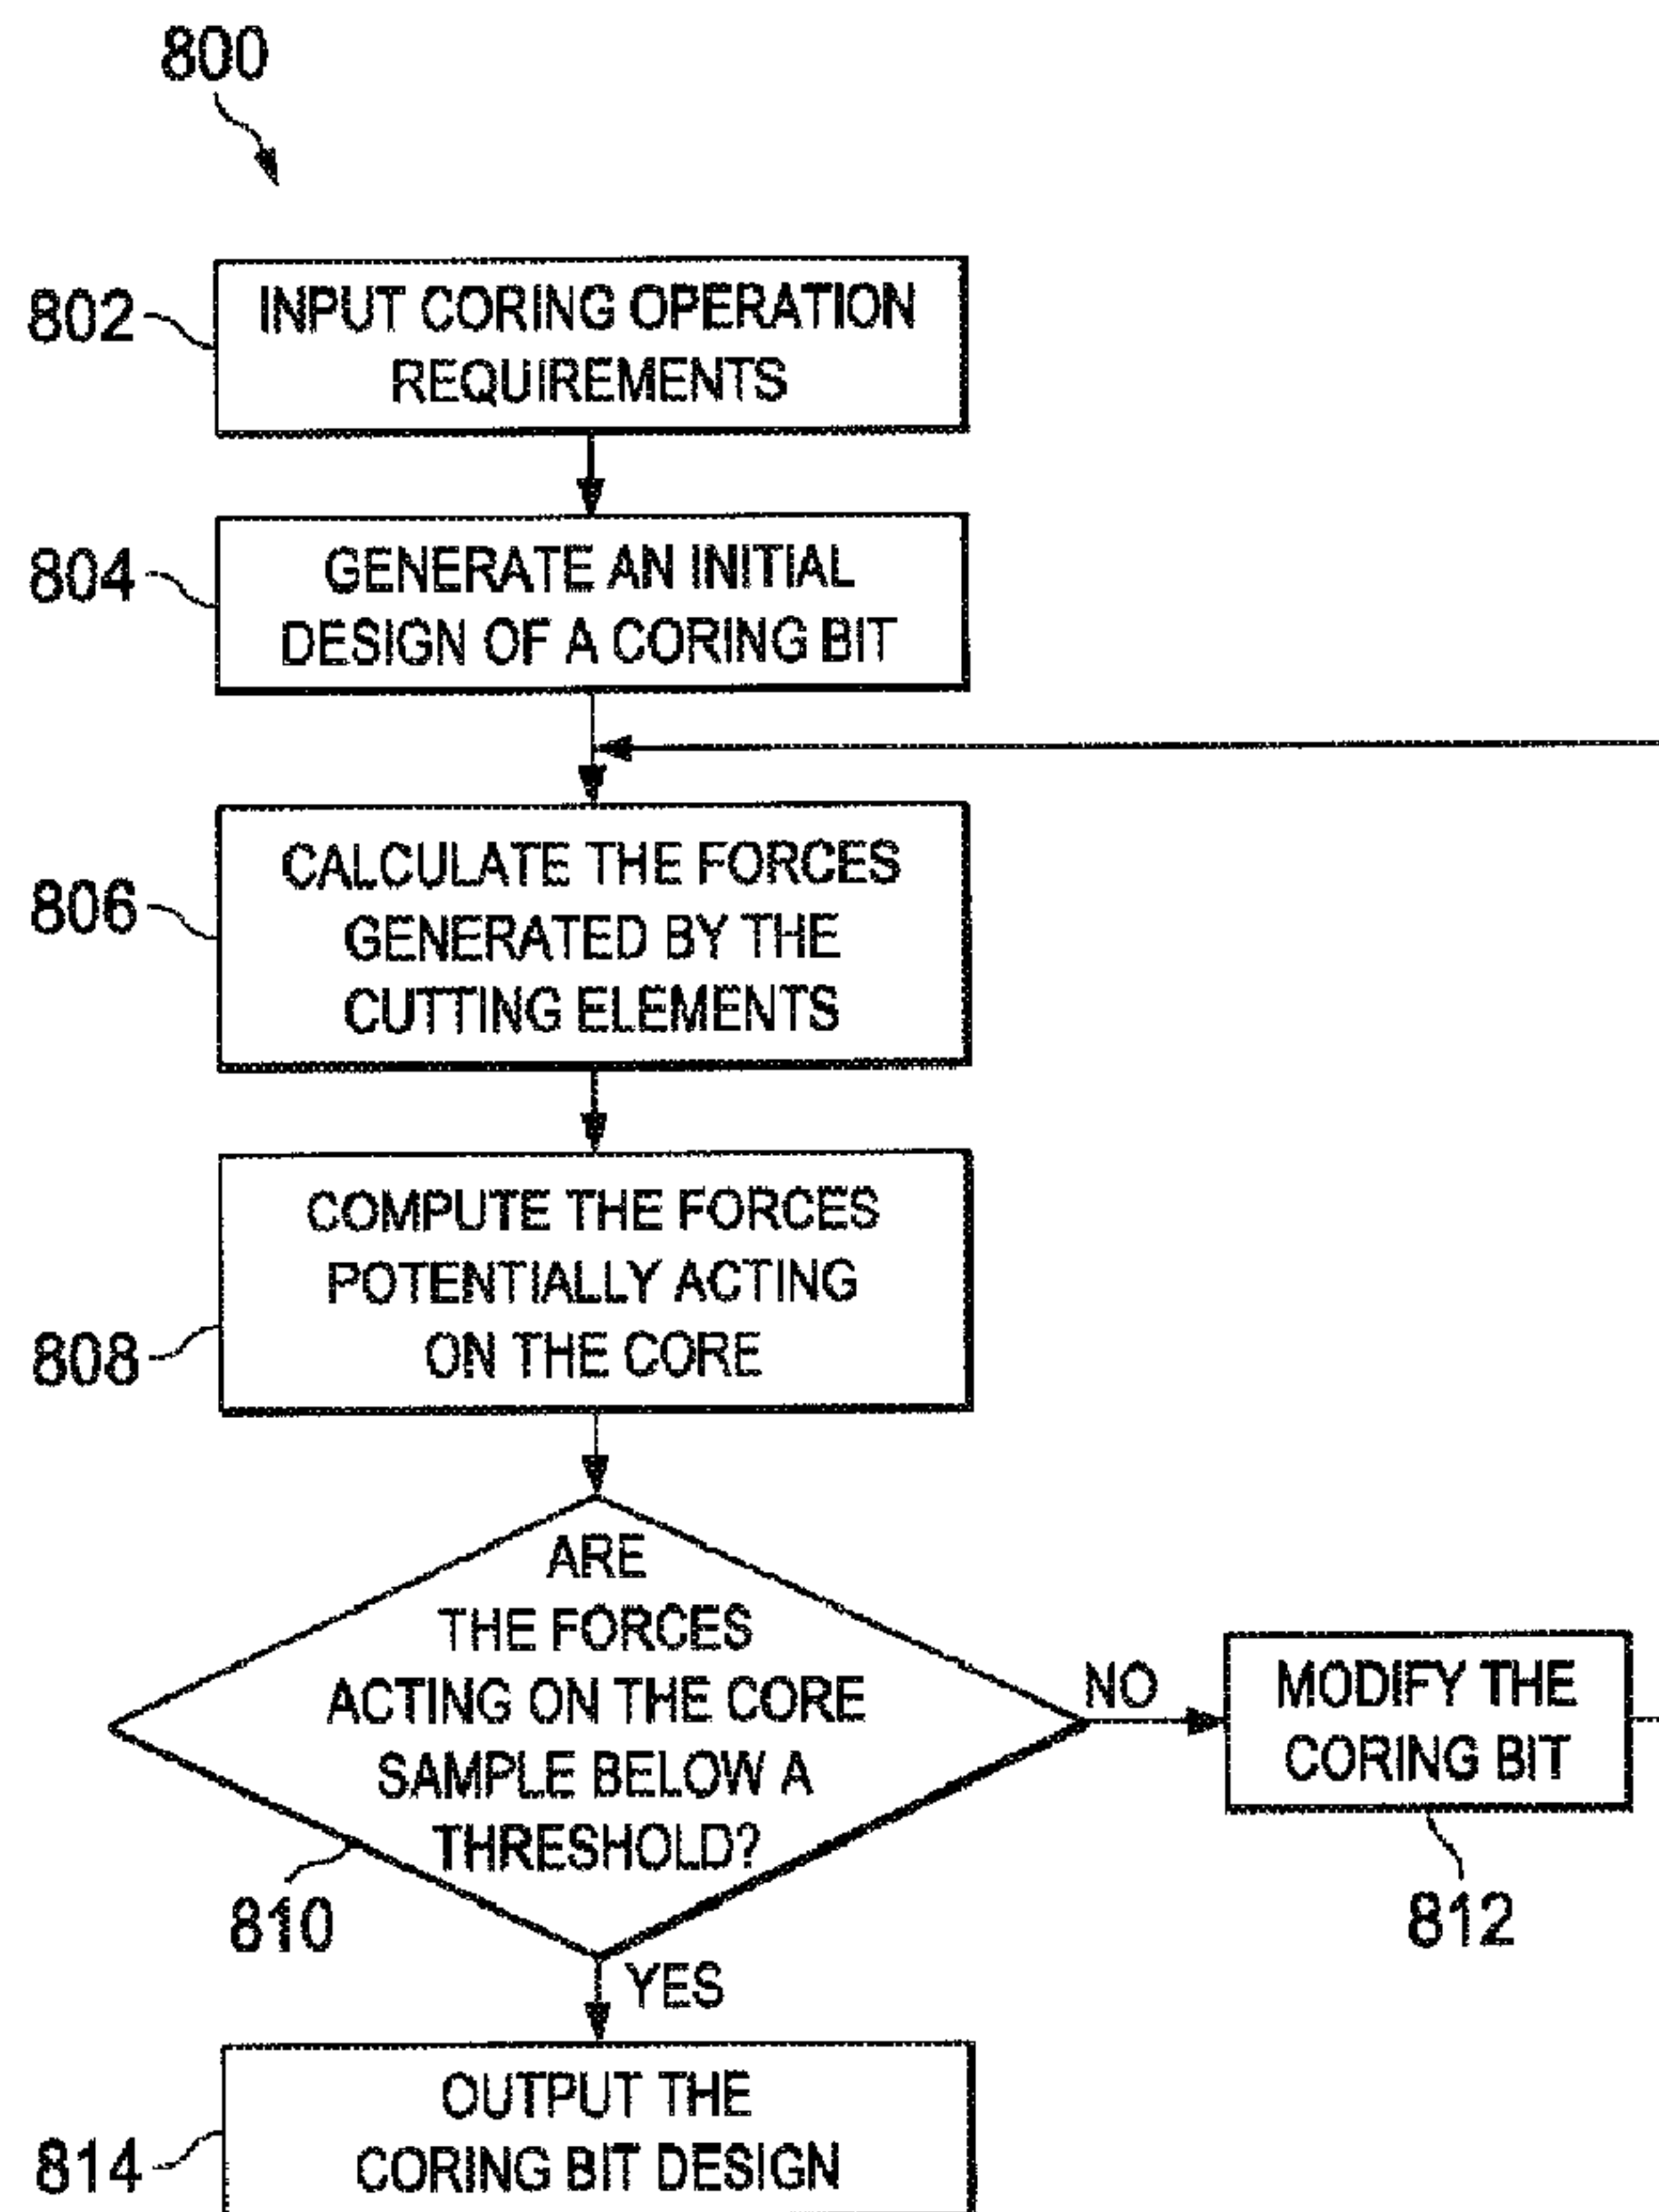 800
802
INPUT CORING OPERATION
REQUIREMENTS
804
GENERATE AN INITIAL
DESIGN OF A CORING BIT
806
CALCULATE THE FORCES
GENERATED BY THE
CUTTING ELEMENTS
808
COMPUTE THE FORCES
POTENTIALLY ACTING
ON THE CORE
ARE
THE FORCES
ACTING ON THE CORE
SAMPLE BELOW A
THRESHOLD?
810
NO
MODIFY THE
CORING BIT
812
YES
814
OUTPUT THE
CORING BIT DESIGN